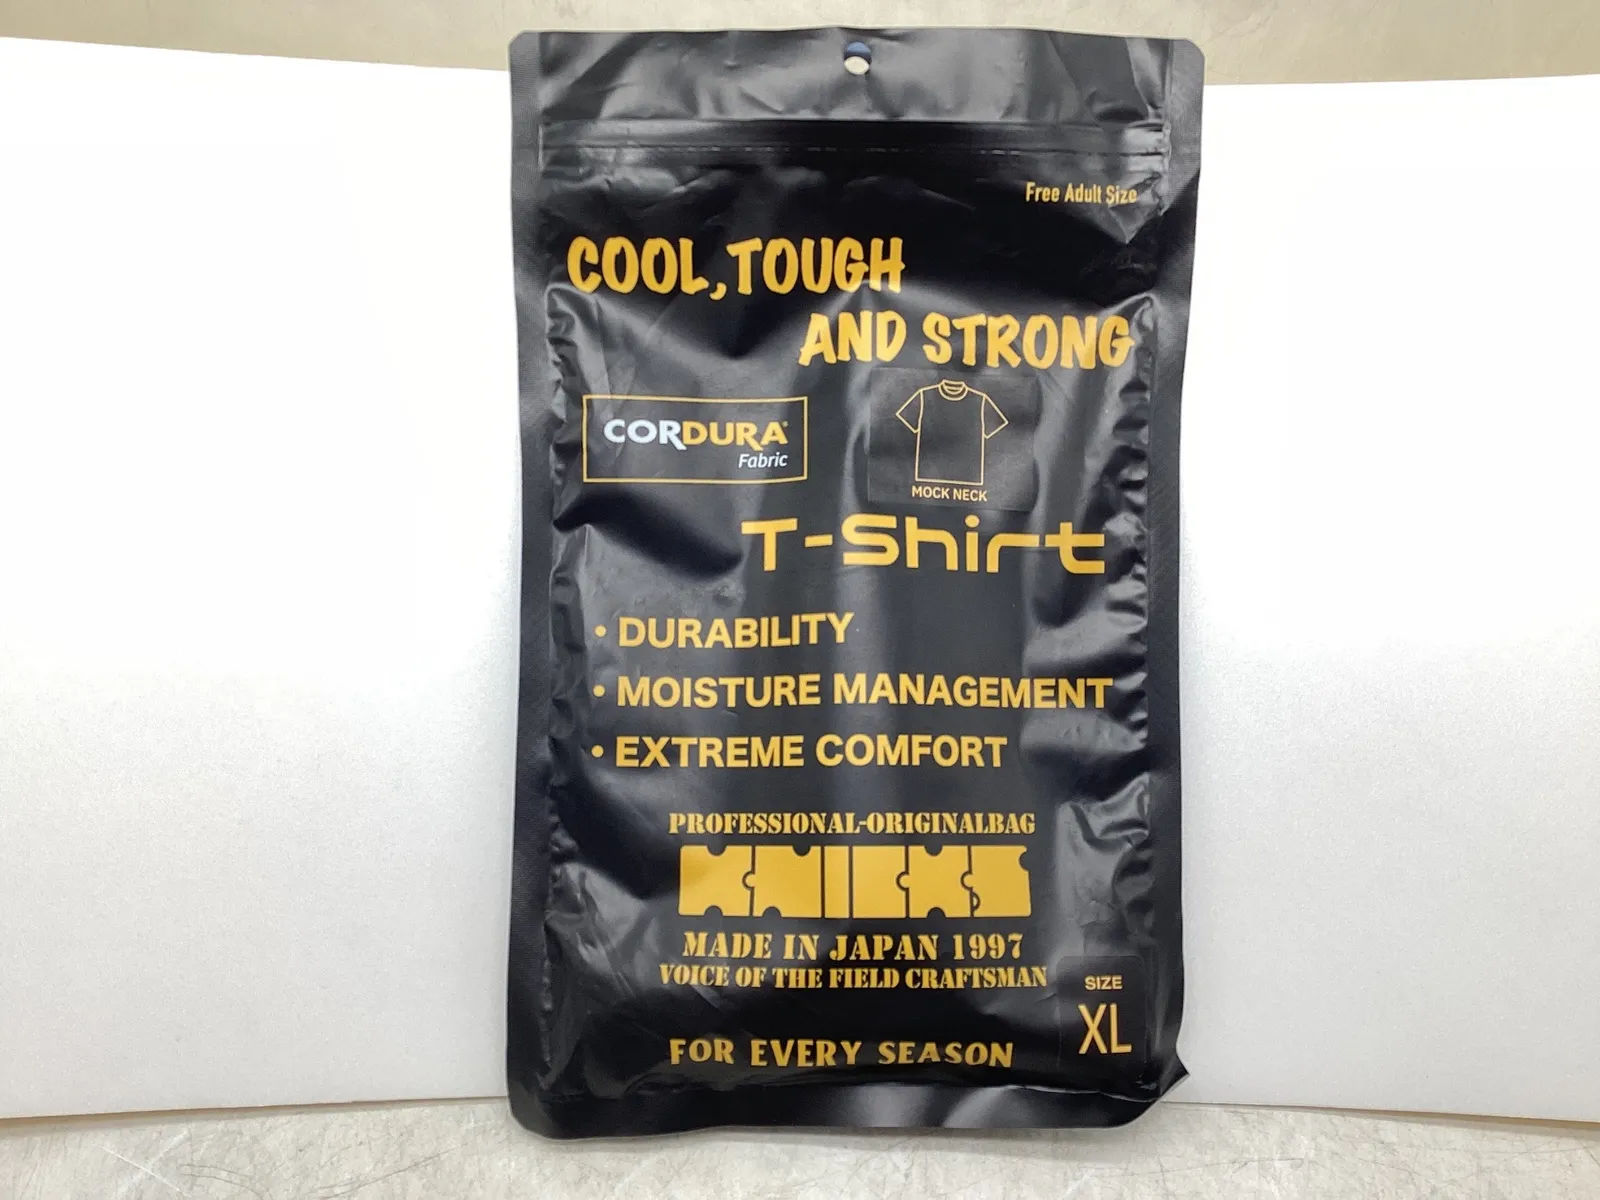 Free Adult Size
COOL, TOUGH
AND STRONG
CORDURA®
Fabric
MOCK NECK
T-Shirt
• DURABILITY
• MOISTURE MANAGEMENT
• EXTREME COMFORT
PROFESSIONAL-ORIGINALBAG
KNICKS
MADE IN JAPAN 1997
VOICE OF THE FIELD CRAFTSMAN
SIZE
XL
FOR EVERY SEASON